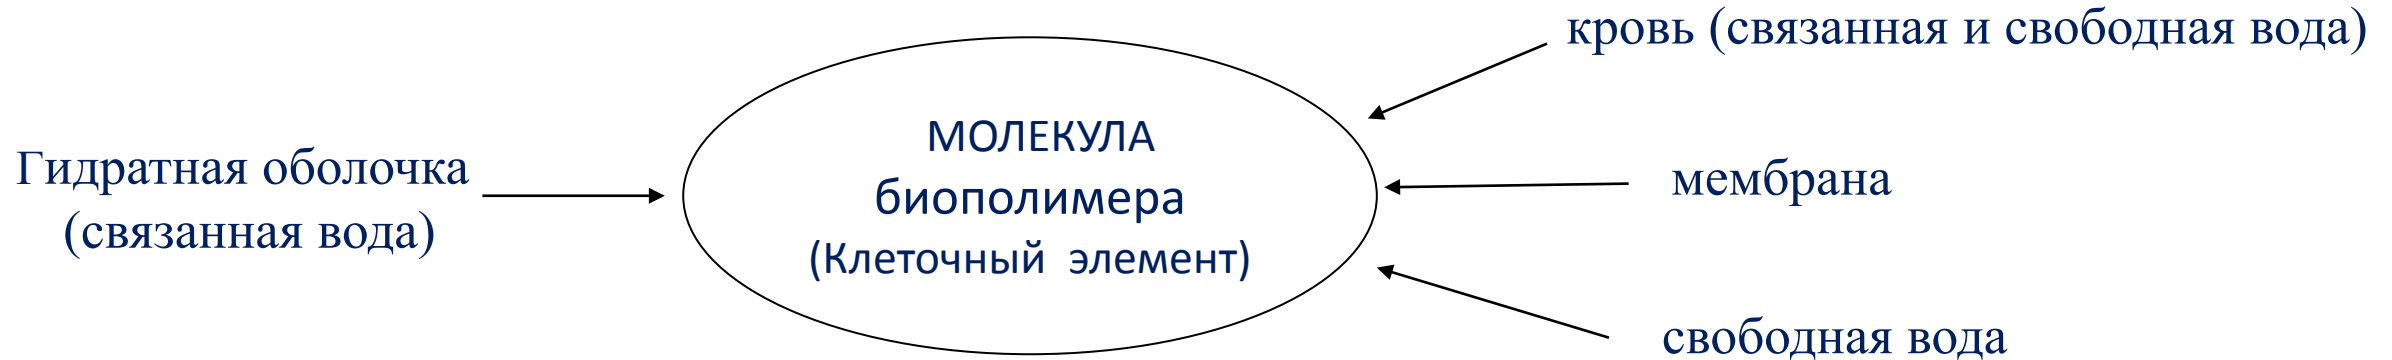 Гидратная оболочка
(связанная вода)
МОЛЕКУЛА
биополимера
(Клеточный элемент)
кровь (связанная и свободная вода)
мембрана
свободная вода